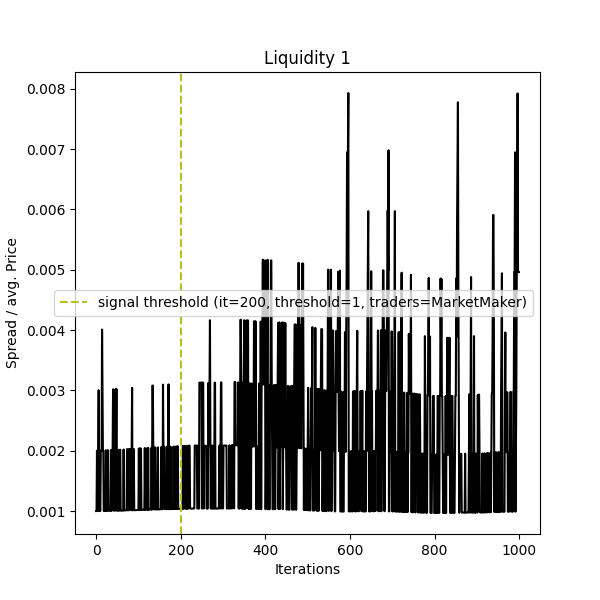 Liquidity 1
0.008
0.007
0.006
0.005
0.004
0.003
0.002
0.001
Spread / avg. Price
signal threshold (it=200, threshold=1, traders=MarketMaker)
0 200 400 600 800 1000
Iterations